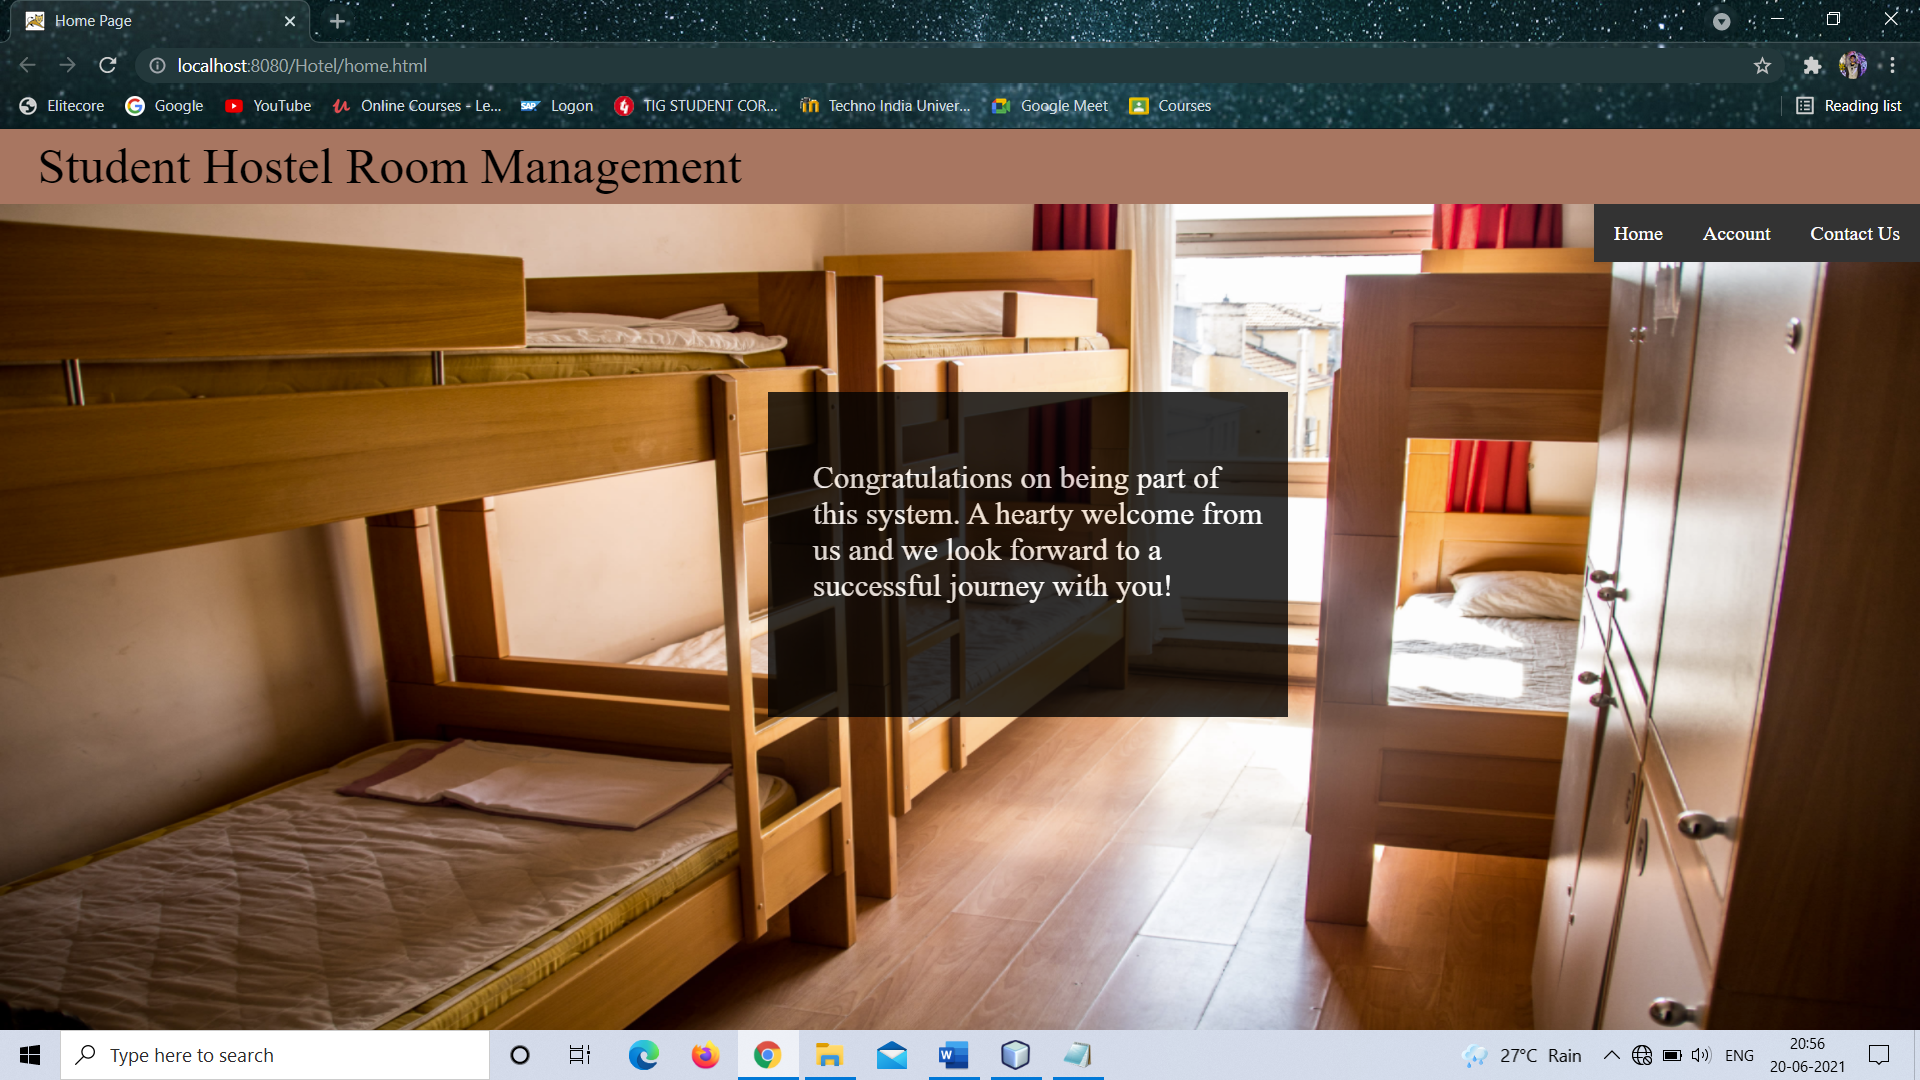 Home Page
localhost:8080/Hotel/home.html
Elitecore Google YouTube Online Courses - Le... SAP Logon TIG STUDENT COR... Techno India Univer... Google Meet Courses Reading list
Student Hostel Room Management
Home Account Contact Us
Congratulations on being part of
this system. A hearty welcome from
us and we look forward to a
successful journey with you!
Type here to search
27°C Rain
ENG
20:56
20-06-2021